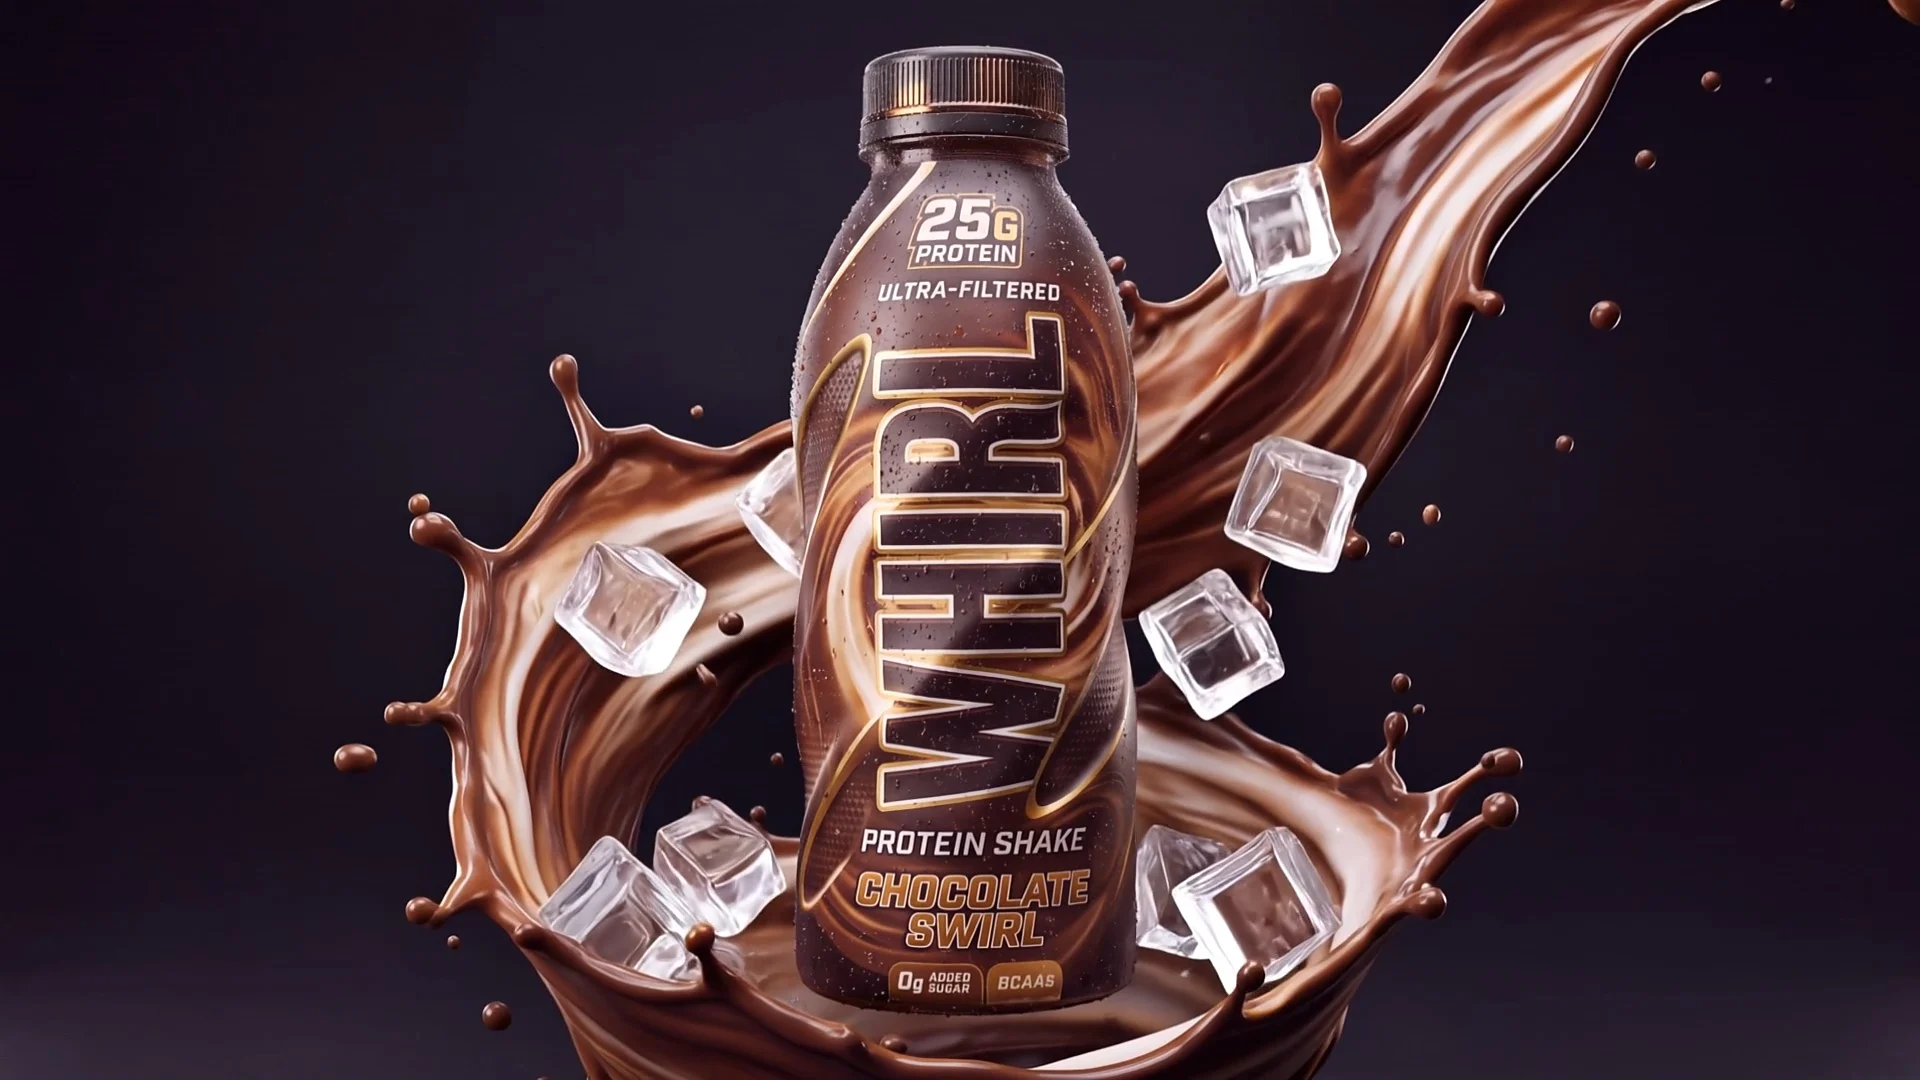 25G
PROTEIN
ULTRA-FILTERED
WHIRL
PROTEIN SHAKE
CHOCOLATE
SWIRL
0g ADDED SUGAR
BCAAS